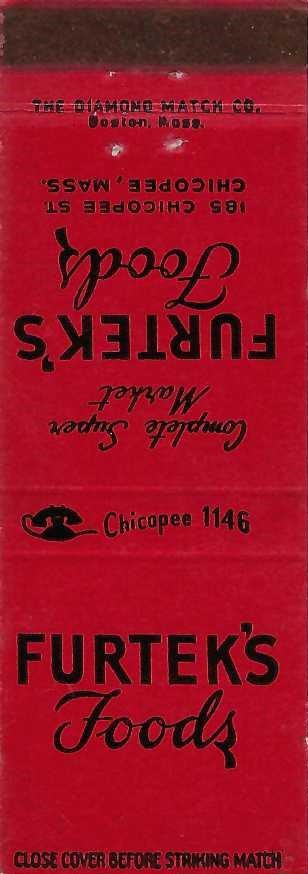 THE DIAMOND MATCH CO.
Boston, Mass.
Complete Super
Market
FURTEK'S
Foods
185 CHICOPEE ST.
CHICOPEE, MASS.
Chicopee 1146
FURTEK'S
Foods
CLOSE COVER BEFORE STRIKING MATCH